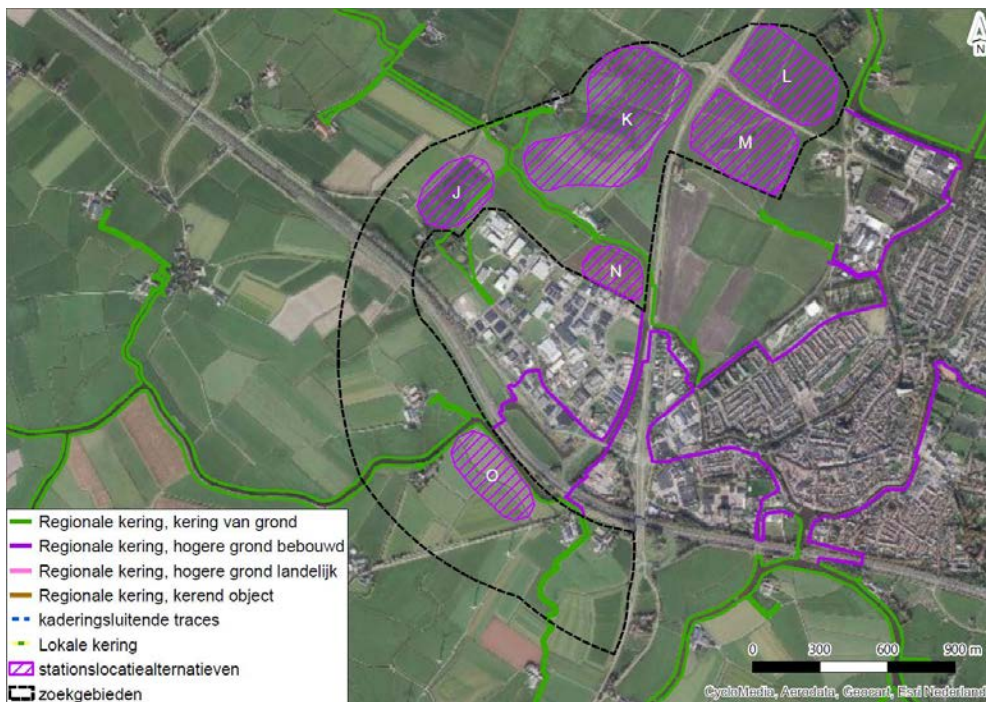 N
L
K
M
J
N
O
Regionale kering, kering van grond
Regionale kering, hogere grond bebouwd
Regionale kering, hogere grond landelijk
Regionale kering, kerend object
kaderingsluitende traces
Lokale kering
stationslocatiealternatieven
zoekgebieden
0 300 600 900 m
CycloMedia, Aerodata, Geocart, Esri Nederland